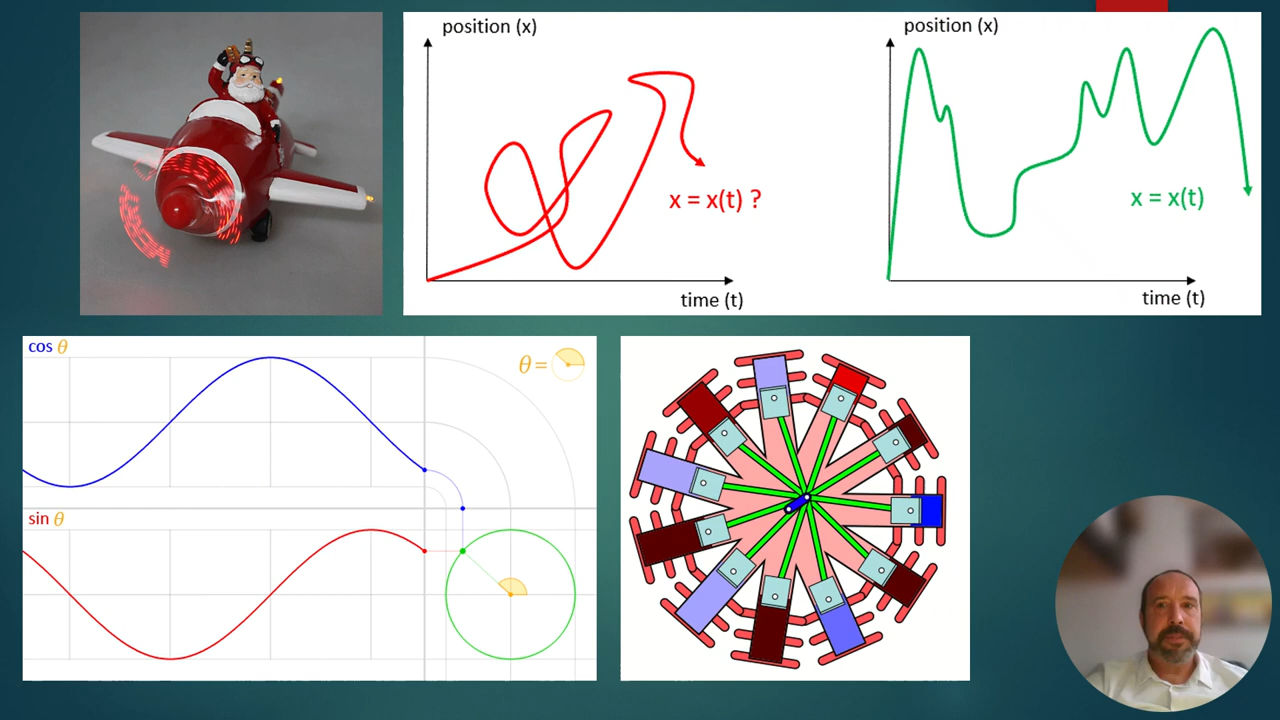 position (x)
x = x(t) ?
time (t)
position (x)
x = x(t)
time (t)
cos θ
θ =
sin θ